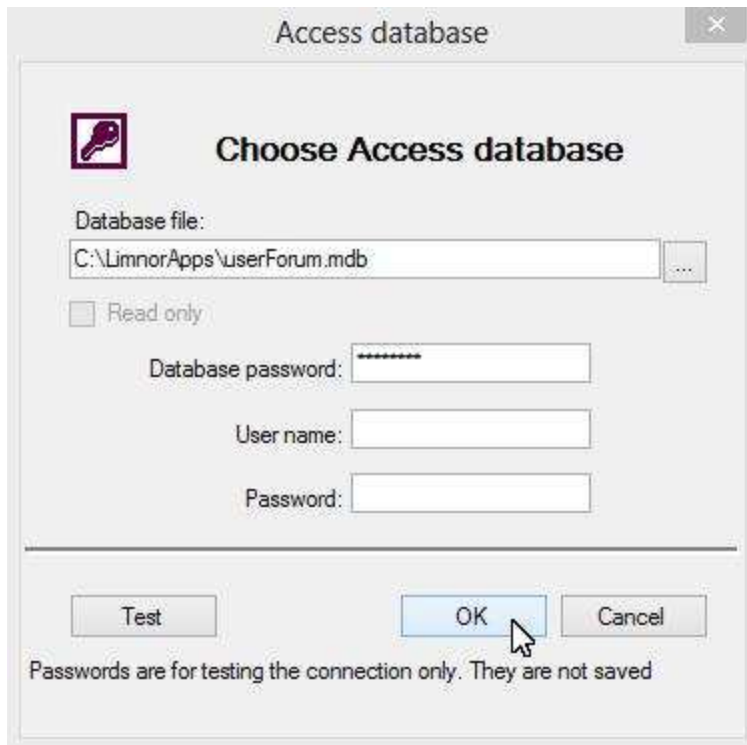 Access database
Choose Access database
Database file:
C:\LimnorApps\userForum.mdb
...
Read only
Database password: ********
User name:
Password:
Test OK Cancel
Passwords are for testing the connection only. They are not saved